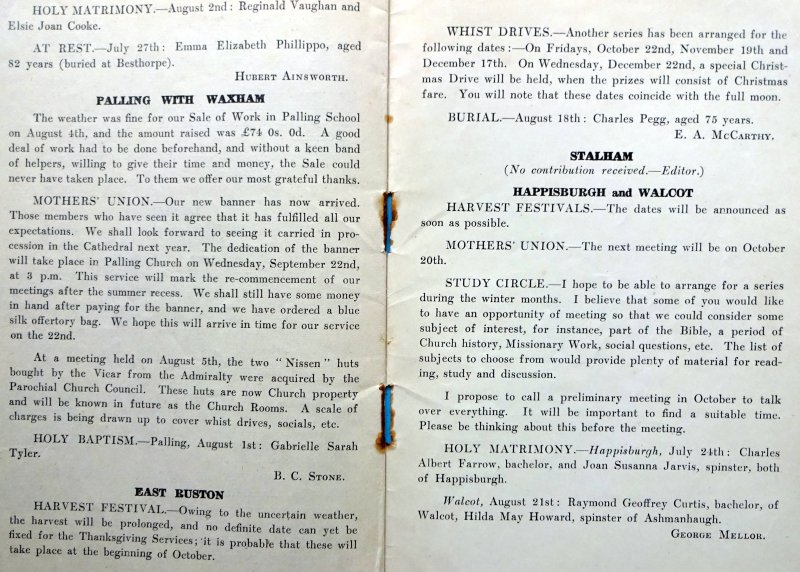 HOLY MATRIMONY.—August 2nd: Reginald Vaughan and
Elsie Joan Cooke.
AT REST.—July 27th: Emma Elizabeth Phillippo, aged
82 years (buried at Besthorpe).
HUBERT AINSWORTH.
PALLING WITH WAXHAM
The weather was fine for our Sale of Work in Palling School
on August 4th, and the amount raised was £74 0s. 0d. A good
deal of work had to be done beforehand, and without a keen band
of helpers, willing to give their time and money, the Sale could
never have taken place. To them we offer our most grateful thanks.
MOTHERS' UNION.—Our new banner has now arrived.
Those members who have seen it agree that it has fulfilled all our
expectations. We shall look forward to seeing it carried in pro-
cession in the Cathedral next year. The dedication of the banner
will take place in Palling Church on Wednesday, September 22nd,
at 3 p.m. This service will mark the re-commencement of our
meetings after the summer recess. We shall still have some money
in hand after paying for the banner, and we have ordered a blue
silk offertory bag. We hope this will arrive in time for our service
on the 22nd.
At a meeting held on August 5th, the two "Nissen" huts
bought by the Vicar from the Admiralty were acquired by the
Parochial Church Council. These huts are now Church property
and will be known in future as the Church Rooms. A scale of
charges is being drawn up to cover whist drives, socials, etc.
HOLY BAPTISM.—Palling, August 1st: Gabrielle Sarah
Tyler.
B. C. STONE.
EAST RUSTON
HARVEST FESTIVAL.—Owing to the uncertain weather,
the harvest will be prolonged, and no definite date can yet be
fixed for the Thanksgiving Services; it is probable that these will
take place at the beginning of October.
WHIST DRIVES.—Another series has been arranged for the
following dates:—On Fridays, October 22nd, November 19th and
December 17th. On Wednesday, December 22nd, a special Christ-
mas Drive will be held, when the prizes will consist of Christmas
fare. You will note that these dates coincide with the full moon.
BURIAL.—August 18th: Charles Pegg, aged 75 years.
E. A. MCCARTHY.
STALHAM
(No contribution received.—Editor.)
HAPPISBURGH and WALCOT
HARVEST FESTIVALS.—The dates will be announced as
soon as possible.
MOTHERS' UNION.—The next meeting will be on October
20th.
STUDY CIRCLE.—I hope to be able to arrange for a series
during the winter months. I believe that some of you would like
to have an opportunity of meeting so that we could consider some
subject of interest, for instance, part of the Bible, a period of
Church history, Missionary Work, social questions, etc. The list of
subjects to choose from would provide plenty of material for read-
ing, study and discussion.
I propose to call a preliminary meeting in October to talk
over everything. It will be important to find a suitable time.
Please be thinking about this before the meeting.
HOLY MATRIMONY.—Happisburgh, July 24th: Charles
Albert Farrow, bachelor, and Joan Susanna Jarvis, spinster, both
of Happisburgh.
Walcot, August 21st: Raymond Geoffrey Curtis, bachelor, of
Walcot, Hilda May Howard, spinster of Ashmanhaugh.
GEORGE MELLOR.